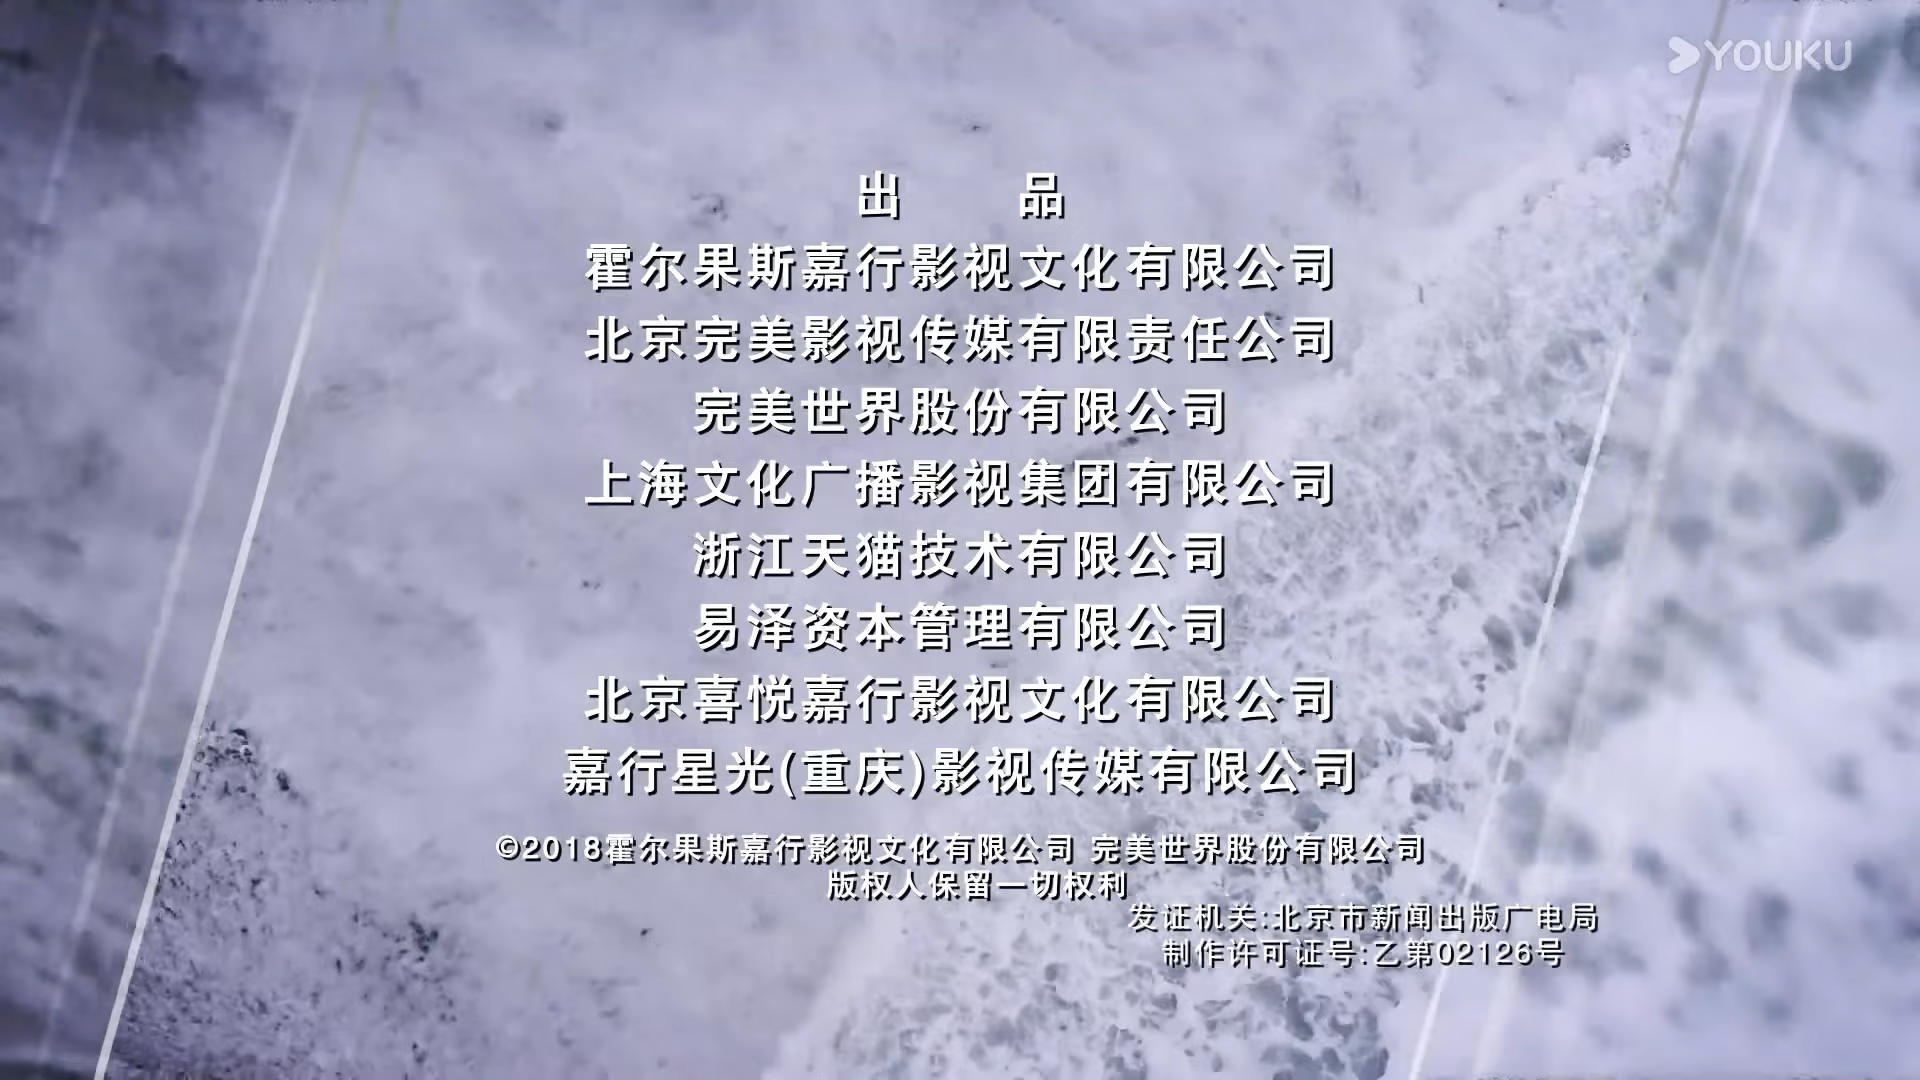 YOUKU
出 品
霍尔果斯嘉行影视文化有限公司
北京完美影视传媒有限责任公司
完美世界股份有限公司
上海文化广播影视集团有限公司
浙江天猫技术有限公司
易泽资本管理有限公司
北京喜悦嘉行影视文化有限公司
嘉行星光(重庆)影视传媒有限公司
©2018霍尔果斯嘉行影视文化有限公司 完美世界股份有限公司
版权人保留一切权利
发证机关:北京市新闻出版广电局
制作许可证号:乙第02126号